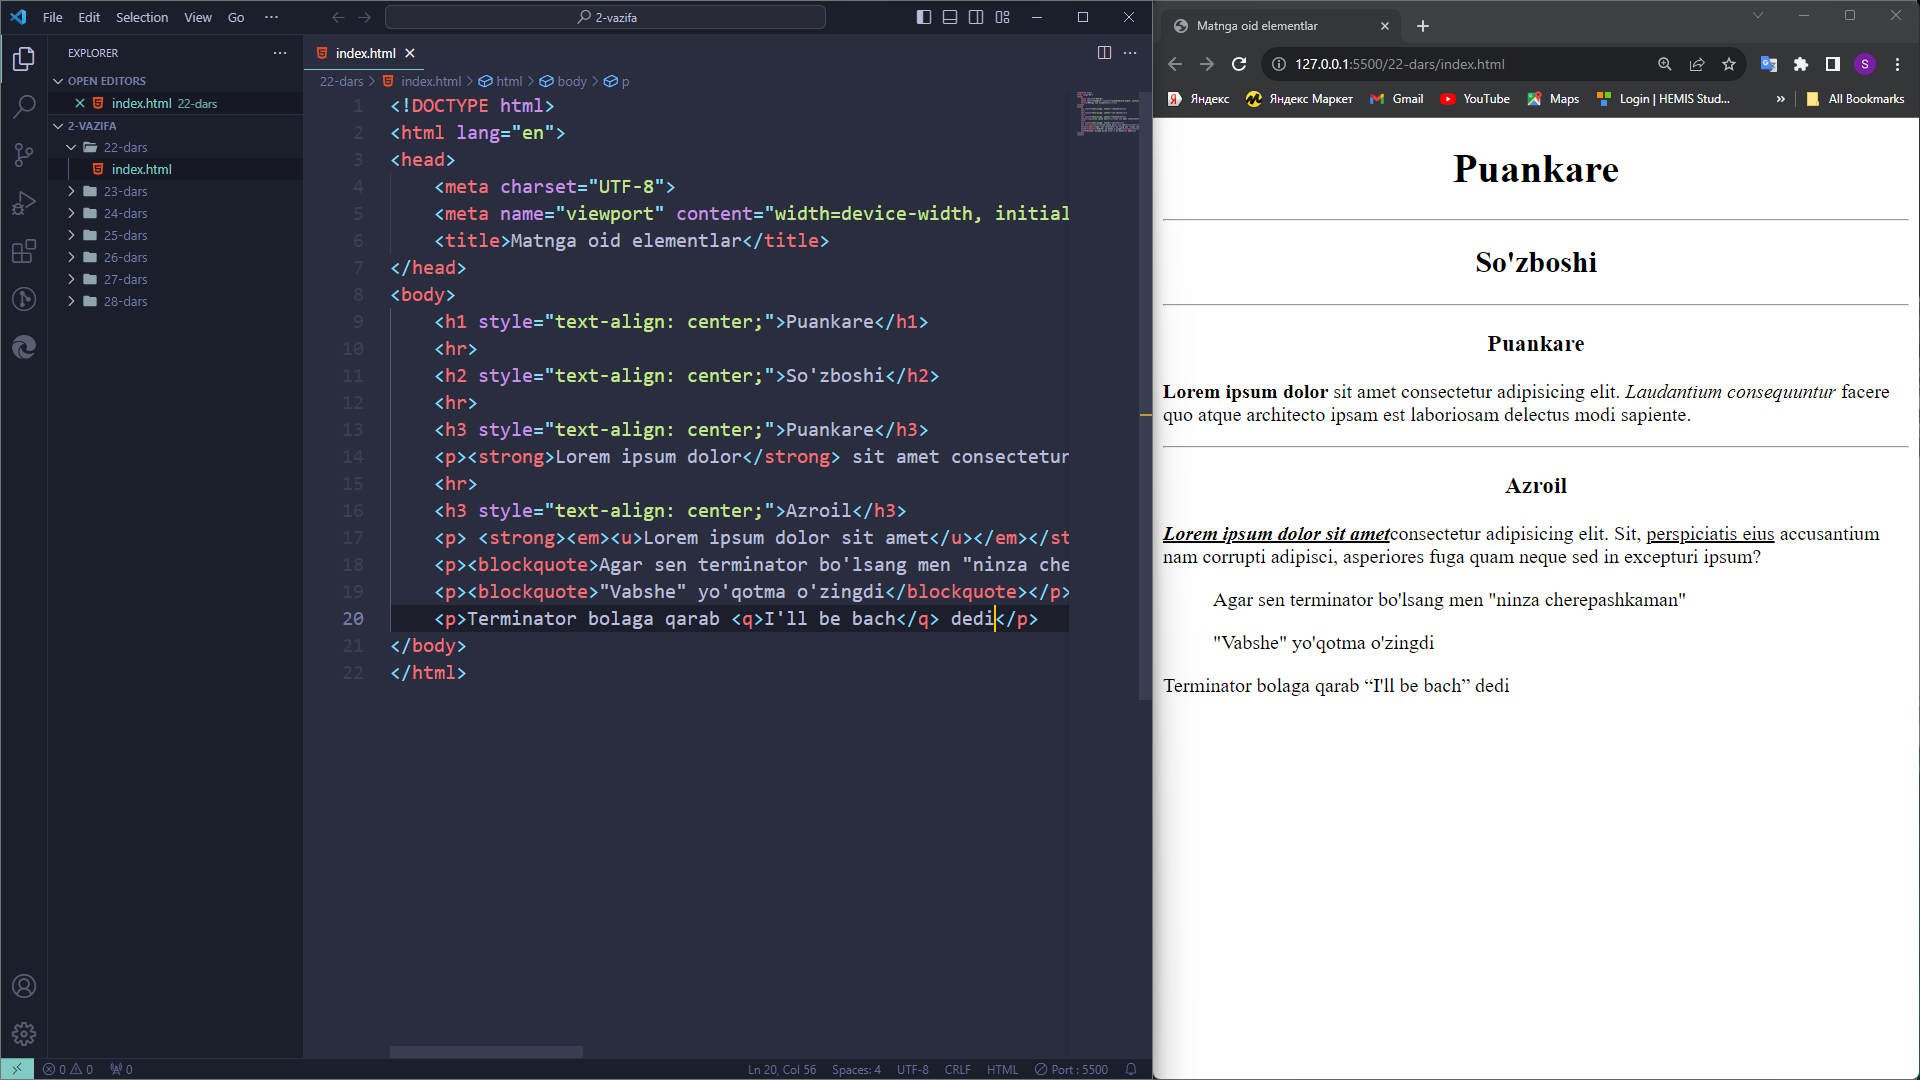 File Edit Selection View Go ··· 2-vazifa
EXPLORER
OPEN EDITORS
index.html 22-dars
2-VAZIFA
22-dars
index.html
23-dars
24-dars
25-dars
26-dars
27-dars
28-dars
index.html
22-dars > index.html > html > body > p
1 <!DOCTYPE html>
2 <html lang="en">
3 <head>
4 <meta charset="UTF-8">
5 <meta name="viewport" content="width=device-width, initial
6 <title>Matnga oid elementlar</title>
7 </head>
8 <body>
9 <h1 style="text-align: center;">Puankare</h1>
10 <hr>
11 <h2 style="text-align: center;">So'zboshi</h2>
12 <hr>
13 <h3 style="text-align: center;">Puankare</h3>
14 <p><strong>Lorem ipsum dolor</strong> sit amet consectetur
15 <hr>
16 <h3 style="text-align: center;">Azroil</h3>
17 <p> <strong><em><u>Lorem ipsum dolor sit amet</u></em></st
18 <p><blockquote>Agar sen terminator bo'lsang men "ninza che
19 <p><blockquote>"Vabshe" yo'qotma o'zingdi</blockquote></p>
20 <p>Terminator bolaga qarab <q>I'll be bach</q> dedi</p>
21 </body>
22 </html>
0 0 0 Ln 20, Col 56 Spaces: 4 UTF-8 CRLF HTML Port : 5500
Matnga oid elementlar
127.0.0.1:5500/22-dars/index.html S
Яндекс Яндекс Маркет Gmail YouTube Maps Login | HEMIS Stud... » All Bookmarks
Puankare
So'zboshi
Puankare
Lorem ipsum dolor sit amet consectetur adipisicing elit. Laudantium consequuntur facere
quo atque architecto ipsam est laboriosam delectus modi sapiente.
Azroil
Lorem ipsum dolor sit ametconsectetur adipisicing elit. Sit, perspiciatis eius accusantium
nam corrupti adipisci, asperiores fuga quam neque sed in excepturi ipsum?
Agar sen terminator bo'lsang men "ninza cherepashkaman"
"Vabshe" yo'qotma o'zingdi
Terminator bolaga qarab “I'll be bach” dedi